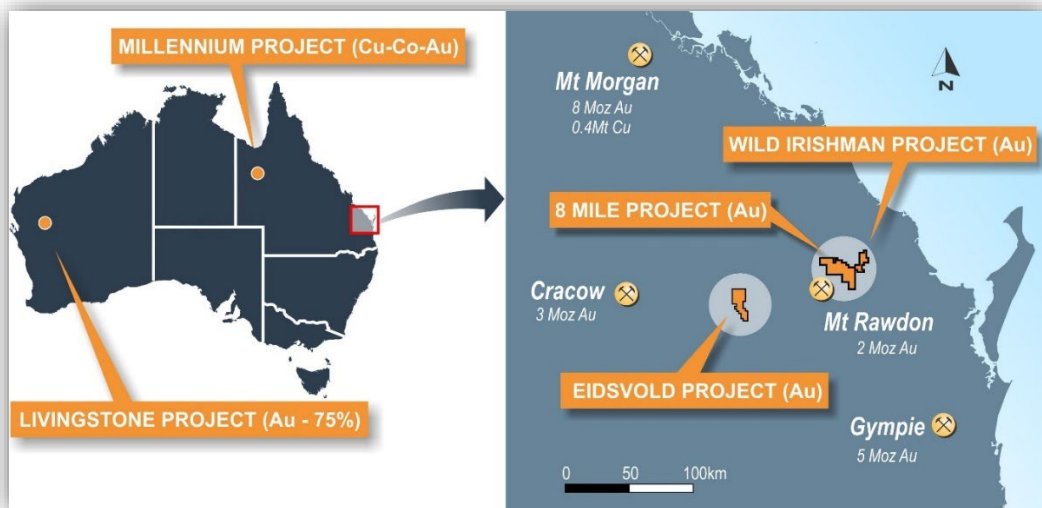 MILLENNIUM PROJECT (Cu-Co-Au)
LIVINGSTONE PROJECT (Au - 75%)
Mt Morgan
8 Moz Au
0.4Mt Cu
N
WILD IRISHMAN PROJECT (Au)
8 MILE PROJECT (Au)
Cracow
3 Moz Au
Mt Rawdon
2 Moz Au
EIDSVOLD PROJECT (Au)
Gympie
5 Moz Au
0 50 100km